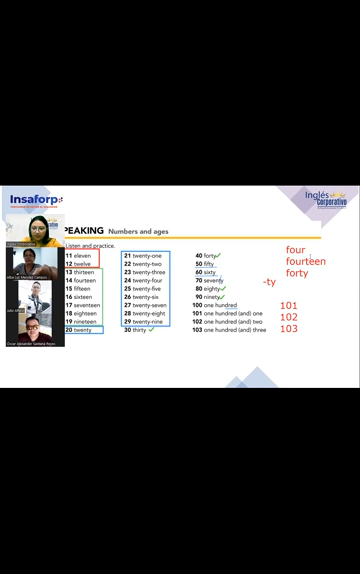 Insaforp
Inglés
Corporativo
SPEAKING Numbers and ages
Listen and practice.
11 eleven
12 twelve
13 thirteen
14 fourteen
15 fifteen
16 sixteen
17 seventeen
18 eighteen
19 nineteen
20 twenty
21 twenty-one
22 twenty-two
23 twenty-three
24 twenty-four
25 twenty-five
26 twenty-six
27 twenty-seven
28 twenty-eight
29 twenty-nine
30 thirty
40 forty
50 fifty
60 sixty
70 seventy
80 eighty
90 ninety
100 one hundred
101 one hundred (and) one
102 one hundred (and) two
103 one hundred (and) three
four
fourteen
forty
-ty
101
102
103
Oscar Alexander Santana Reyes